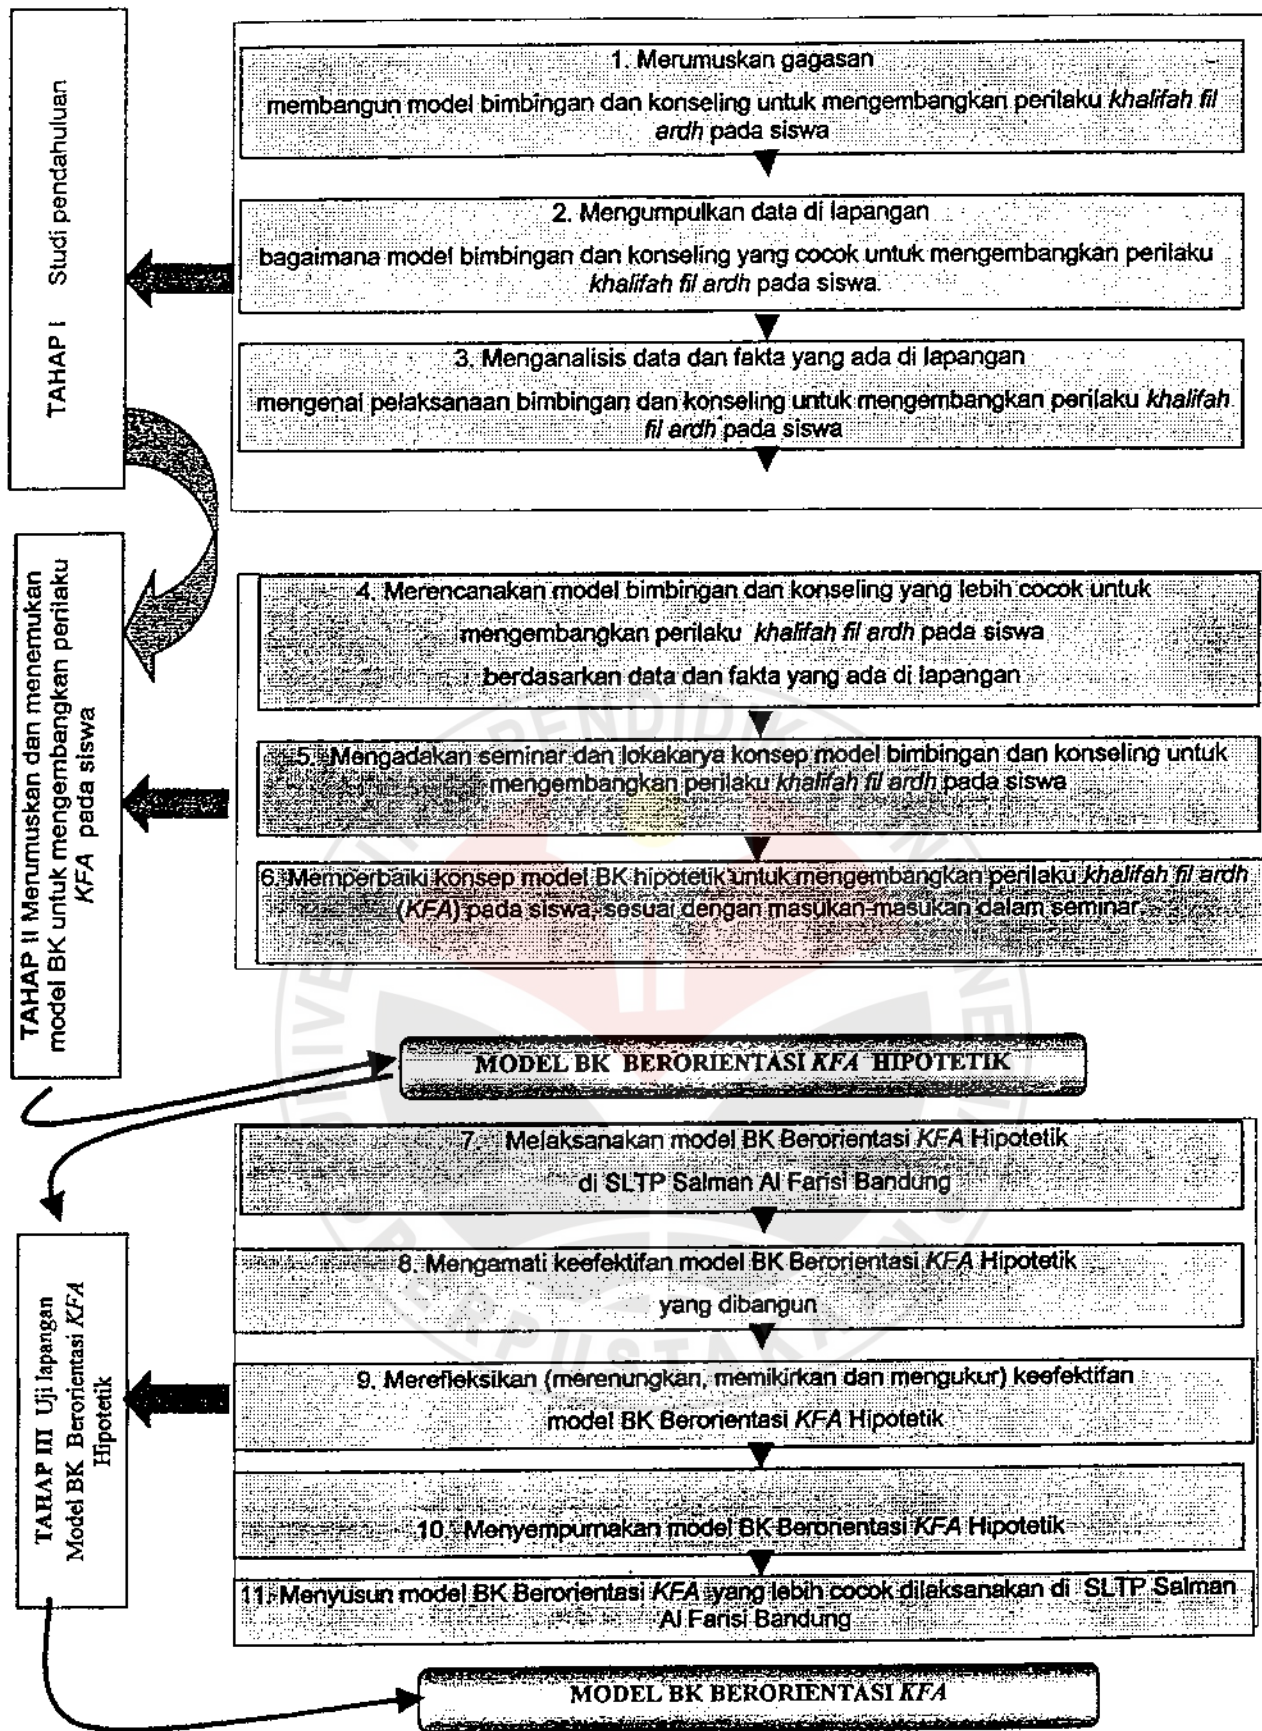 TAHAP I Studi pendahuluan
1. Merumuskan gagasan
membangun model bimbingan dan konseling untuk mengembangkan perilaku khalifah fil
ardh pada siswa
2. Mengumpulkan data di lapangan
bagaimana model bimbingan dan konseling yang cocok untuk mengembangkan perilaku
khalifah fil ardh pada siswa.
3. Menganalisis data dan fakta yang ada di lapangan
mengenai pelaksanaan bimbingan dan konseling untuk mengembangkan perilaku khalifah
fil ardh pada siswa
TAHAP II Merumuskan dan menemukan
model BK untuk mengembangkan perilaku
KFA pada siswa
4. Merencanakan model bimbingan dan konseling yang lebih cocok untuk
mengembangkan perilaku khalifah fil ardh pada siswa
berdasarkan data dan fakta yang ada di lapangan
5. Mengadakan seminar dan lokakarya konsep model bimbingan dan konseling untuk
mengembangkan perilaku khalifah fil ardh pada siswa
6. Memperbaiki konsep model BK hipotetik untuk mengembangkan perilaku khalifah fil ardh
(KFA) pada siswa, sesuai dengan masukan-masukan dalam seminar.
MODEL BK BERORIENTASI KFA HIPOTETIK
TAHAP III Uji lapangan
Model BK Berorientasi KFA
Hipotetik
7. Melaksanakan model BK Berorientasi KFA Hipotetik
di SLTP Salman Al Farisi Bandung
8. Mengamati keefektifan model BK Berorientasi KFA Hipotetik
yang dibangun
9. Merefleksikan (merenungkan, memikirkan dan mengukur) keefektifan
model BK Berorientasi KFA Hipotetik
10. Menyempurnakan model BK Berorientasi KFA Hipotetik
11. Menyusun model BK Berorientasi KFA yang lebih cocok dilaksanakan di SLTP Salman
Al Farisi Bandung
MODEL BK BERORIENTASI KFA
PERPUSTAKAAN